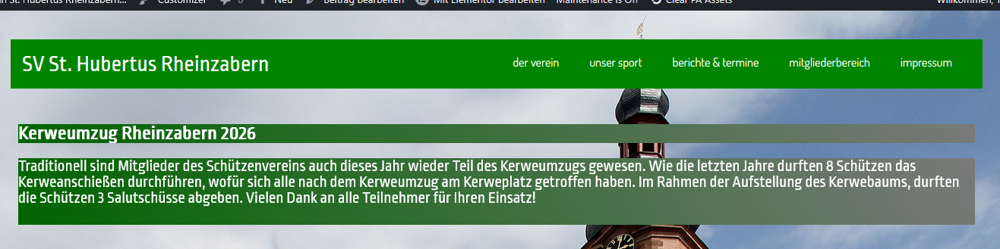 St. Hubertus Rheinzabern... Customizer 0 Neu Beitrag bearbeiten Mit Elementor bearbeiten Maintenance is Off Clear PA Assets Willkommen,
SV St. Hubertus Rheinzabern der verein unser sport berichte & termine mitgliederbereich impressum
Kerweumzug Rheinzabern 2026
Traditionell sind Mitglieder des Schützenvereins auch dieses Jahr wieder Teil des Kerweumzugs gewesen. Wie die letzten Jahre durften 8 Schützen das
Kerweanschießen durchführen, wofür sich alle nach dem Kerweumzug am Kerweplatz getroffen haben. Im Rahmen der Aufstellung des Kerwebaums, durften
die Schützen 3 Salutschüsse abgeben. Vielen Dank an alle Teilnehmer für Ihren Einsatz!